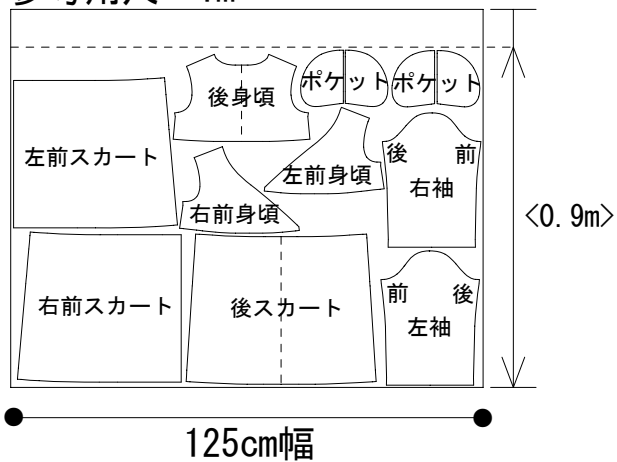 後身頃
ポケット
ポケット
左前スカート
左前身頃
後 前
右袖
右前身頃
<0.9m>
右前スカート
後スカート
前 後
左袖
125cm幅